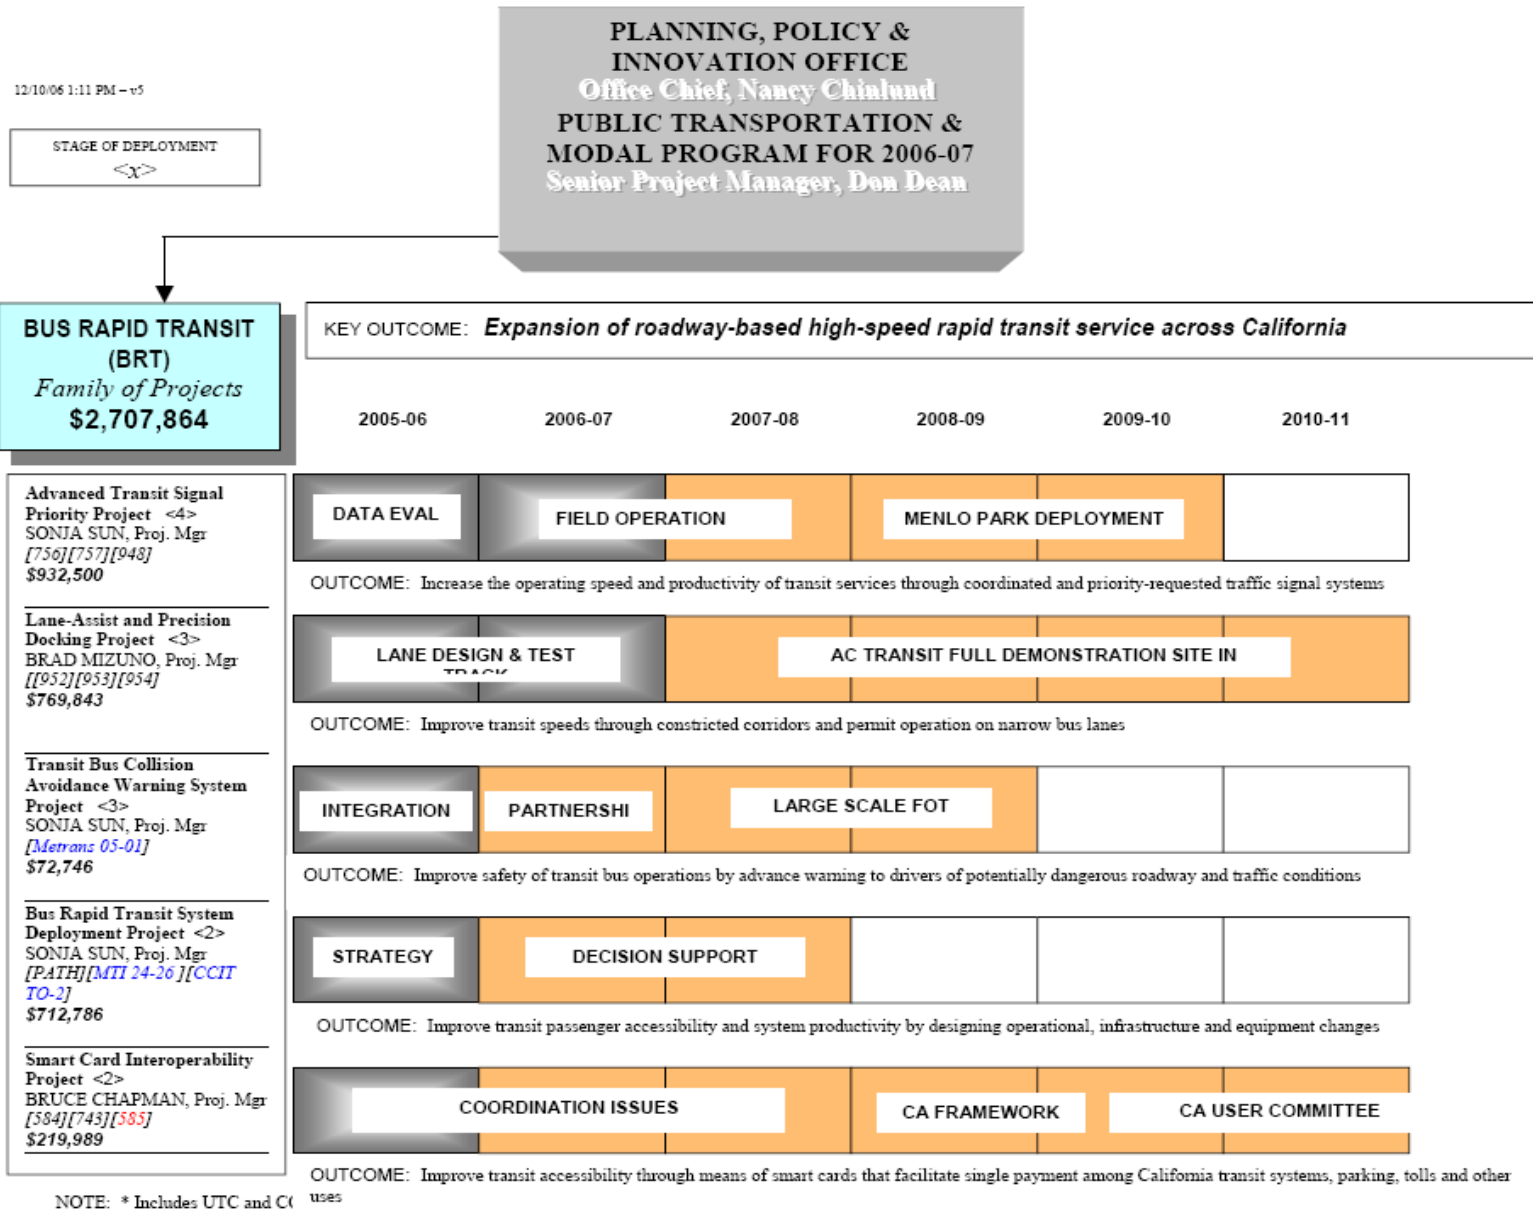 PLANNING, POLICY &
INNOVATION OFFICE
Office Chief, Nancy Chinlund
PUBLIC TRANSPORTATION &
MODAL PROGRAM FOR 2006-07
Senior Project Manager, Don Dean
12/10/06 1:11 PM – v5
STAGE OF DEPLOYMENT
<x>
BUS RAPID TRANSIT
(BRT)
Family of Projects
$2,707,864
KEY OUTCOME: Expansion of roadway-based high-speed rapid transit service across California
2005-06 2006-07 2007-08 2008-09 2009-10 2010-11
Advanced Transit Signal
Priority Project <4>
SONJA SUN, Proj. Mgr
[756][757][948]
$932,500
DATA EVAL FIELD OPERATION MENLO PARK DEPLOYMENT
OUTCOME: Increase the operating speed and productivity of transit services through coordinated and priority-requested traffic signal systems
Lane-Assist and Precision
Docking Project <3>
BRAD MIZUNO, Proj. Mgr
[[952][953][954]
$769,843
LANE DESIGN & TEST
AC TRANSIT FULL DEMONSTRATION SITE IN
OUTCOME: Improve transit speeds through constricted corridors and permit operation on narrow bus lanes
Transit Bus Collision
Avoidance Warning System
Project <3>
SONJA SUN, Proj. Mgr
[Metrans 05-01]
$72,746
INTEGRATION PARTNERSHI LARGE SCALE FOT
OUTCOME: Improve safety of transit bus operations by advance warning to drivers of potentially dangerous roadway and traffic conditions
Bus Rapid Transit System
Deployment Project <2>
SONJA SUN, Proj. Mgr
[PATH][MTI 24-26 ][CCIT
TO-2]
$712,786
STRATEGY DECISION SUPPORT
OUTCOME: Improve transit passenger accessibility and system productivity by designing operational, infrastructure and equipment changes
Smart Card Interoperability
Project <2>
BRUCE CHAPMAN, Proj. Mgr
[584][743][585]
$219,989
COORDINATION ISSUES CA FRAMEWORK CA USER COMMITTEE
OUTCOME: Improve transit accessibility through means of smart cards that facilitate single payment among California transit systems, parking, tolls and other
uses
NOTE: * Includes UTC and